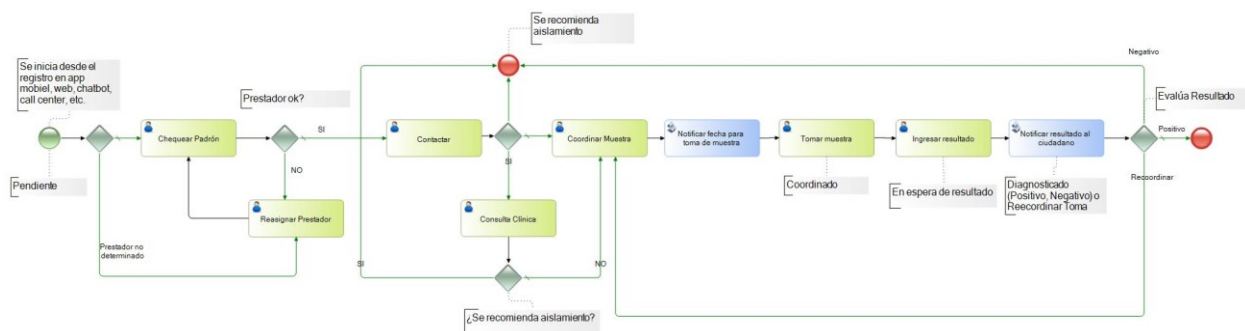 Se recomienda
aislamiento
Se inicia desde el
registro en app
mobiel, web, chatbot,
call center, etc.
Prestador ok?
Negativo
Evalúa Resultado
Chequear Padrón
SI
Contactar
Coordinar Muestra
Notificar fecha para
toma de muestra
Tomar muestra
Ingresar resultado
Notificar resultado al
ciudadano
Positivo
Pendiente
NO
SI
Coordinado
En espera de resultado
Diagnosticado
(Positivo, Negativo) o
Reecordinar Toma
Recoordinar
Reasignar Prestador
Consulta Clínica
Prestador no
determinado
SI
NO
¿Se recomienda aislamiento?